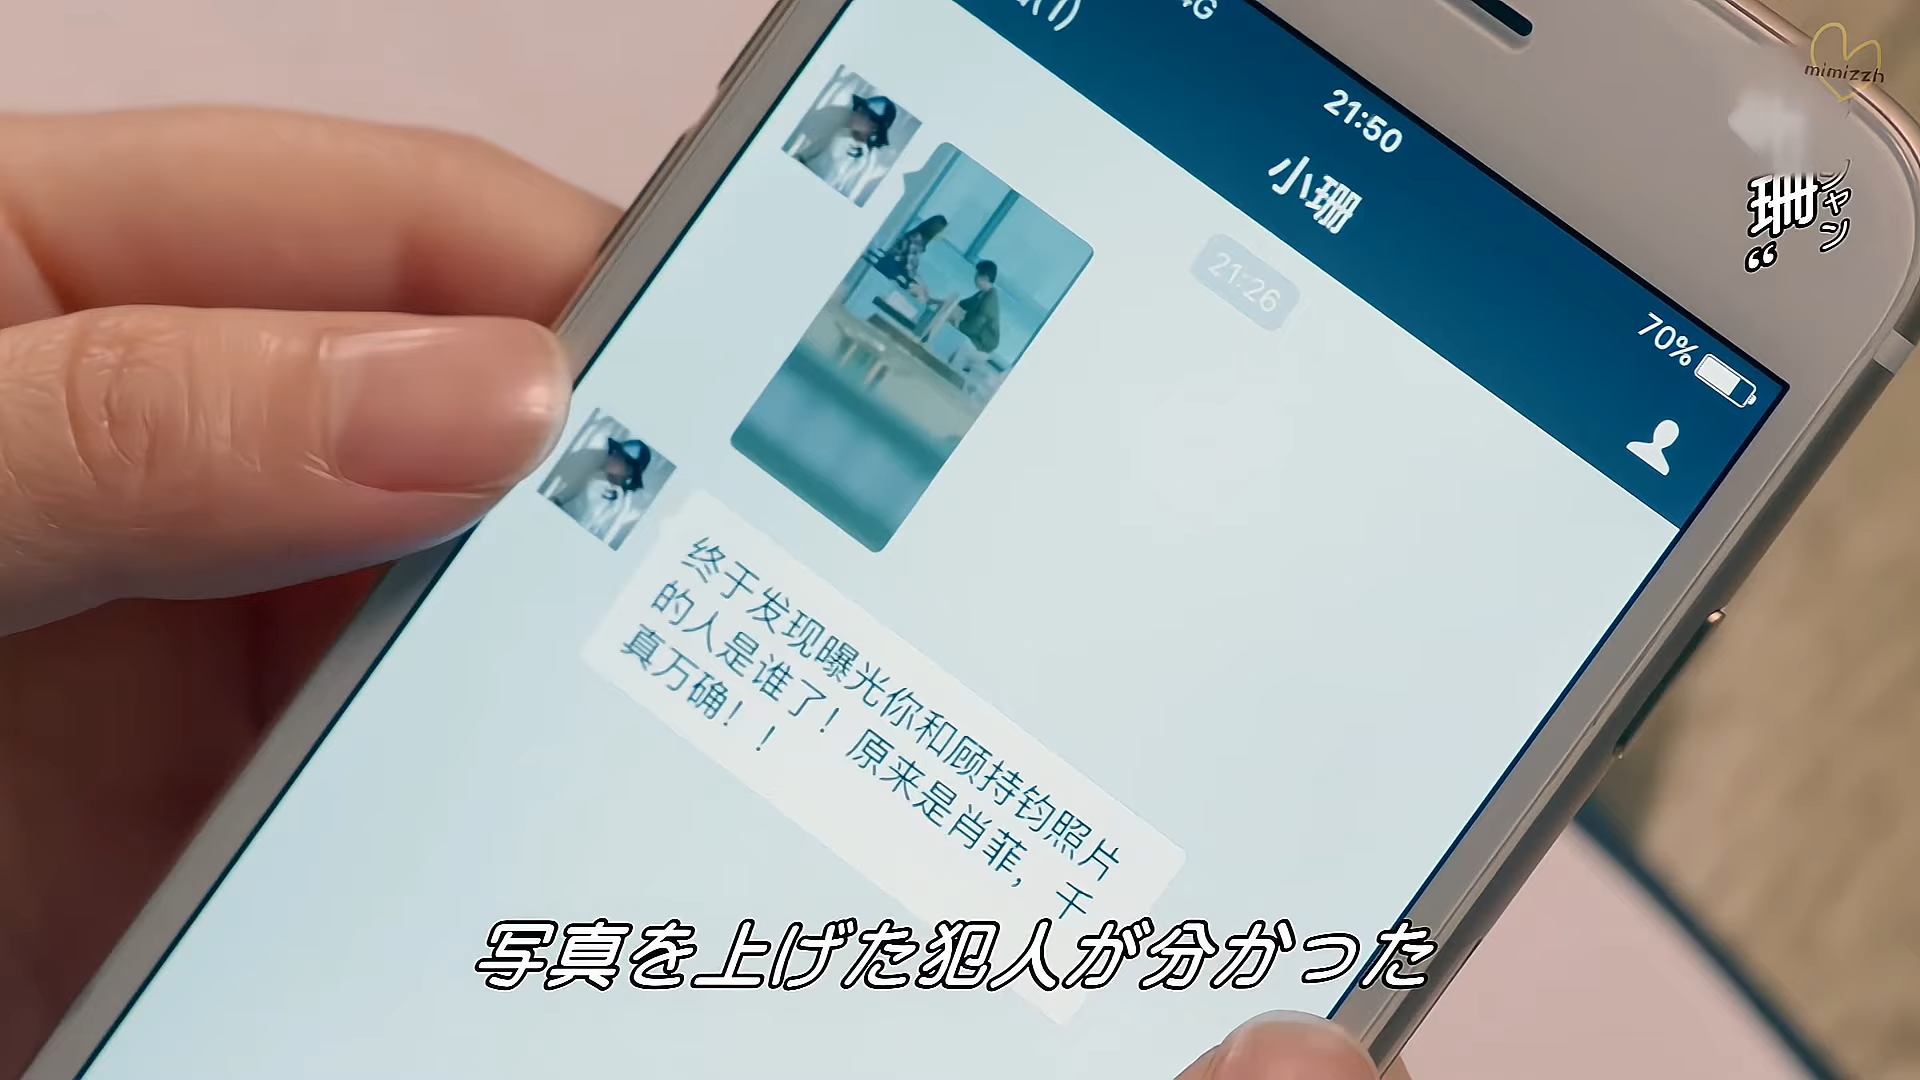 4G
21:50
70%
小珊
21:26
终于发现曝光你和顾持钧照片
的人是谁了！原来是肖菲，千
真万确！！
写真を上げた犯人が分かった
珊
シャン
“
mimizzh